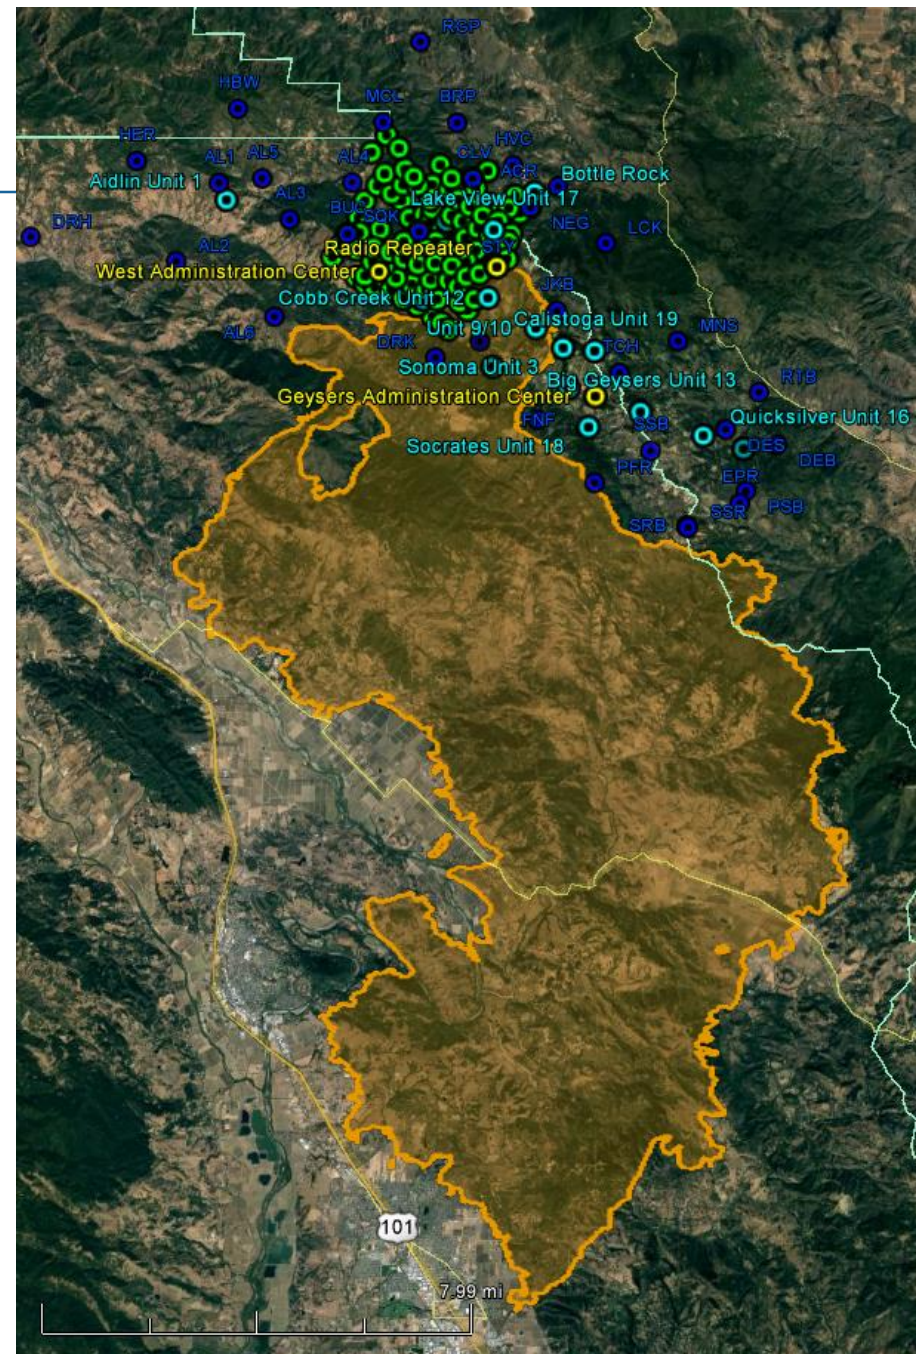 RSP
HBW
MCL
BRP
HER
HVC
AL1
AL5
AL4
CLV
ACR
Aidlin Unit 1
Bottle Rock
AL3
BUC
SQK
Lake View Unit 17
NEG
DRH
AL2
Radio Repeater
STY
LCK
West Administration Center
Cobb Creek Unit 12
JKB
AL6
Unit 9/10
Calistoga Unit 19
MNS
DRK
TCH
Sonoma Unit 3
Big Geysers Unit 13
Geysers Administration Center
FNF
SSB
Quicksilver Unit 16
Socrates Unit 18
DES
DEB
PFR
EPR
SRB
SSR
PSB
101
7.99 mi